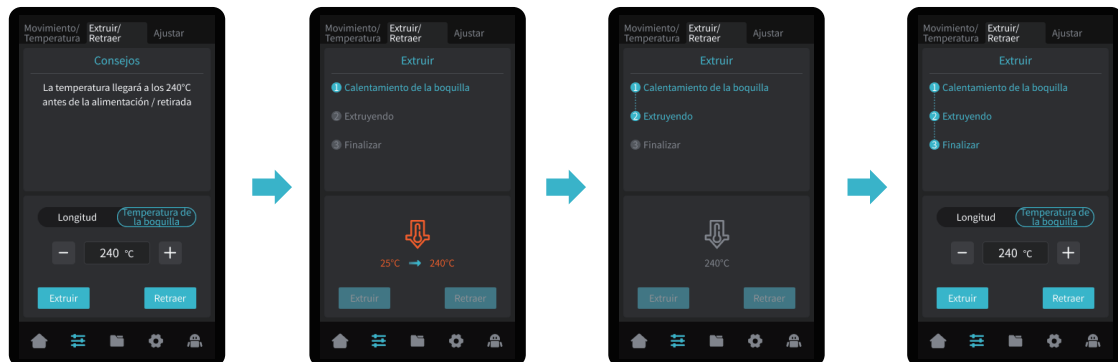 Movimiento/
Temperatura
Extruir/
Retraer
Ajustar
Consejos
La temperatura llegará a los 240°C
antes de la alimentación / retirada
Longitud
Temperatura de
la boquilla
− 240 °C +
Extruir
Retraer
Movimiento/
Temperatura
Extruir/
Retraer
Ajustar
Extruir
1 Calentamiento de la boquilla
2 Extruyendo
3 Finalizar
25°C
240°C
Extruir
Retraer
Movimiento/
Temperatura
Extruir/
Retraer
Ajustar
Extruir
1 Calentamiento de la boquilla
2 Extruyendo
3 Finalizar
240°C
Extruir
Retraer
Movimiento/
Temperatura
Extruir/
Retraer
Ajustar
Extruir
1 Calentamiento de la boquilla
2 Extruyendo
3 Finalizar
Longitud
Temperatura de
la boquilla
− 240 °C +
Extruir
Retraer